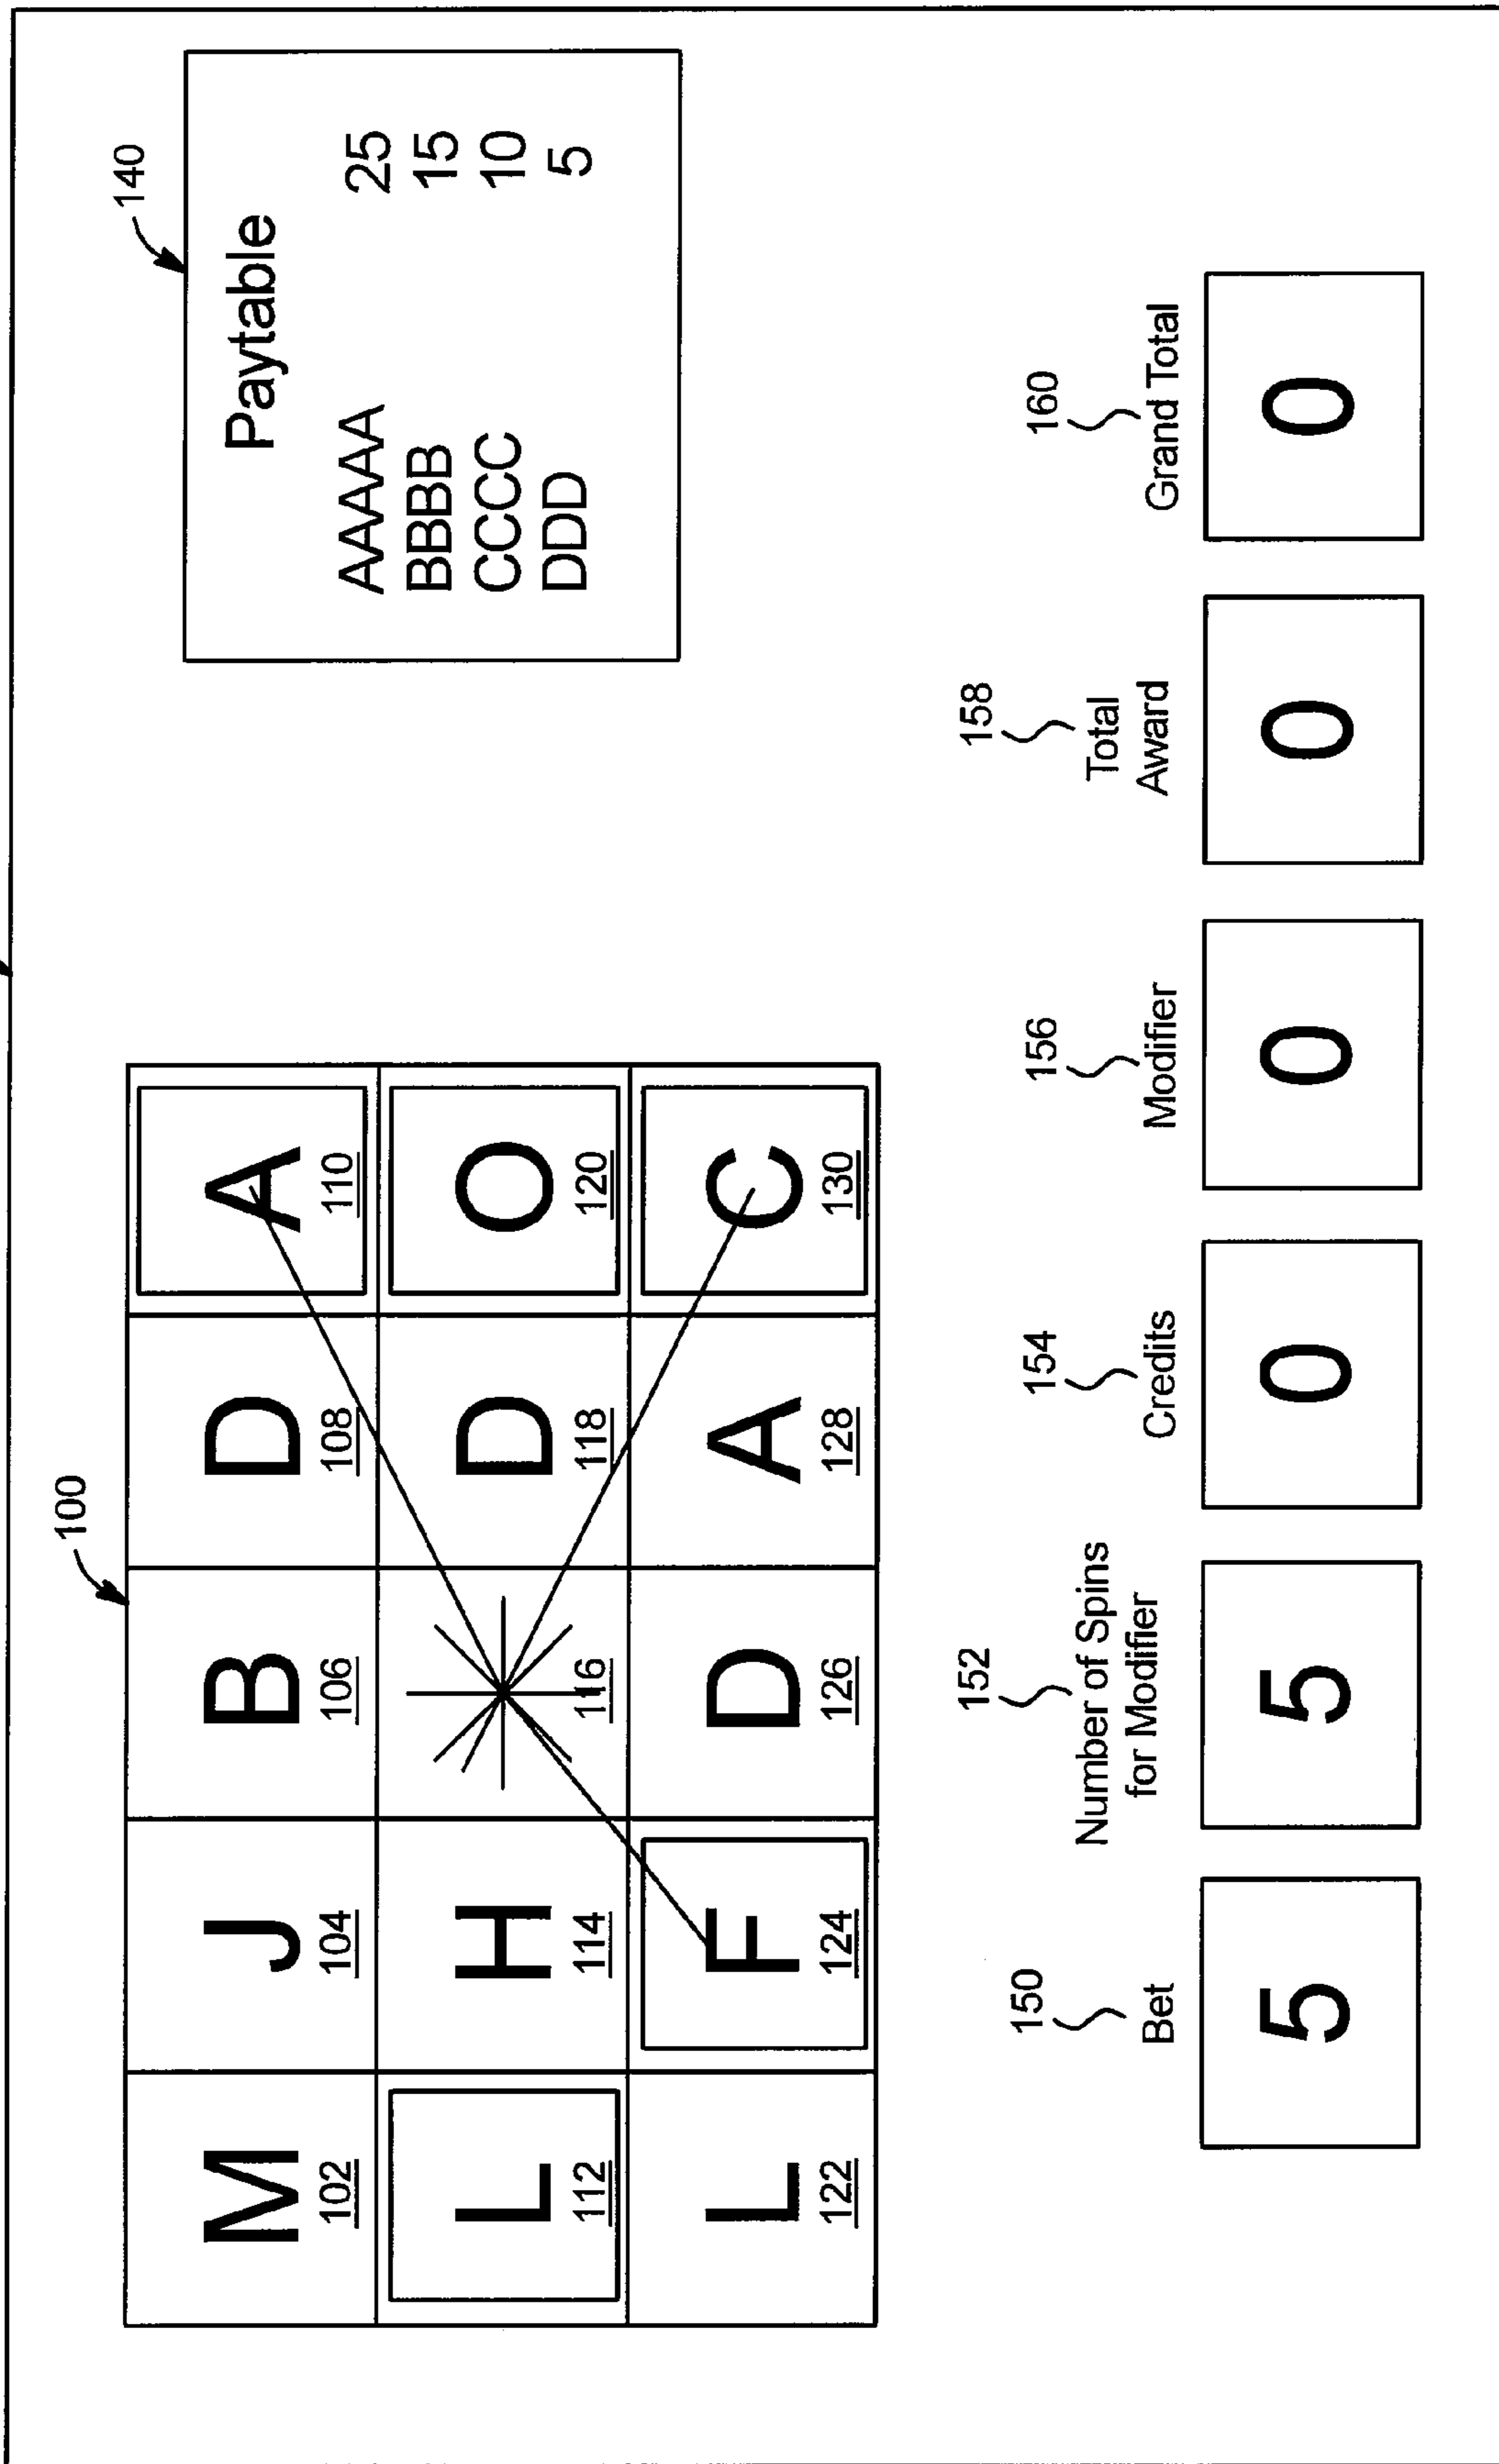 100
M J B D A
102 104 106 108 110
L H D O
112 114 116 118 120
L F D A C
122 124 126 128 130
140
Paytable
AAAAA 25
BBBB 15
CCCC 10
DDD 5
150
Bet
5
152
Number of Spins
for Modifier
5
154
Credits
0
156
Modifier
0
158
Total
Award
0
160
Grand Total
0